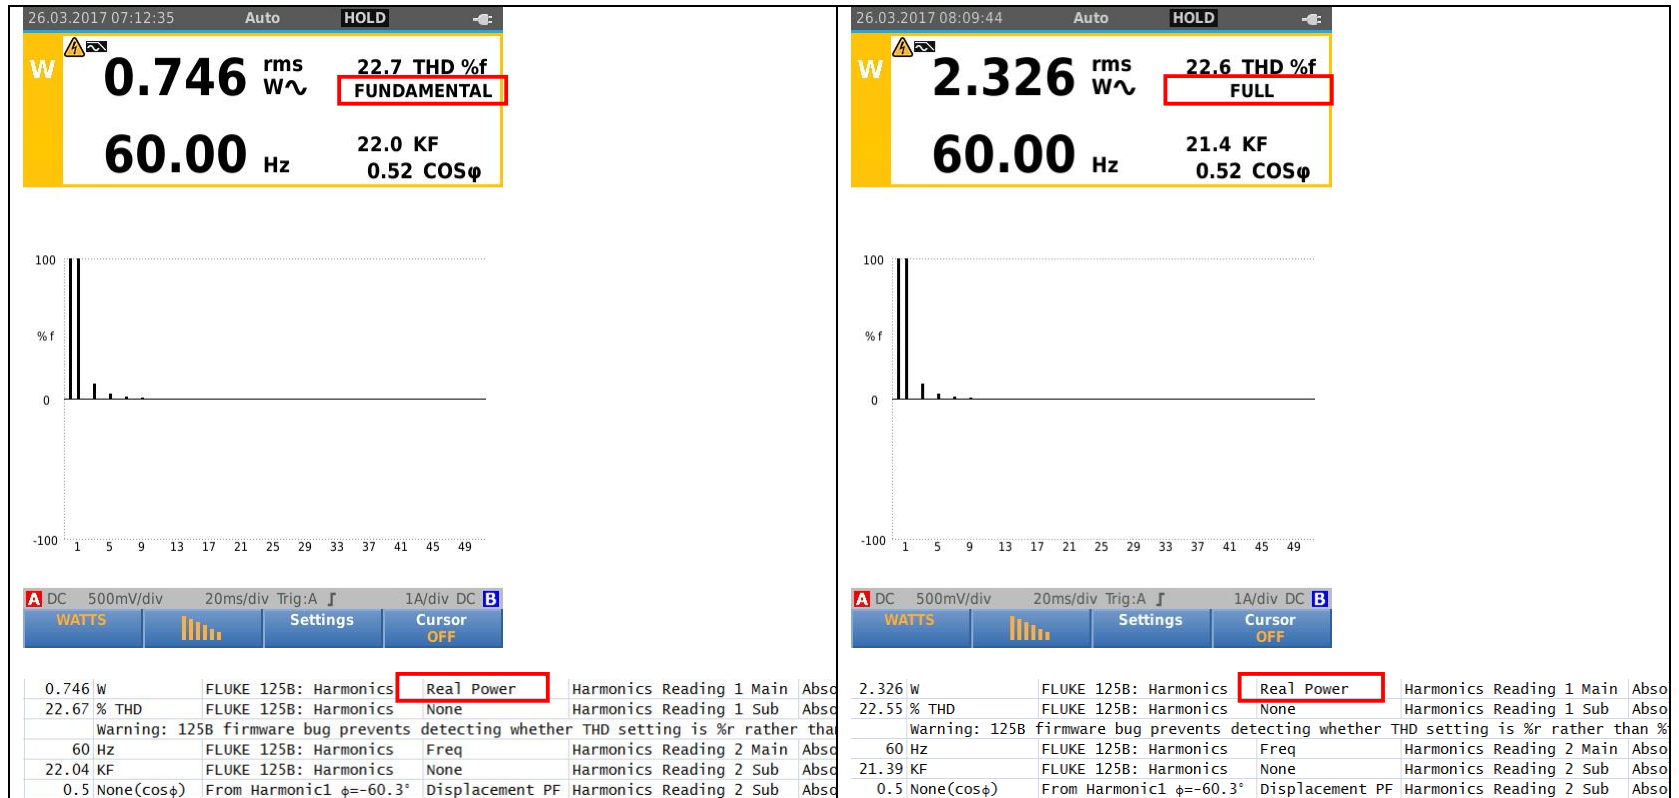 26.03.2017 07:12:35 Auto HOLD
W 0.746 rms W∿ 22.7 THD %f
FUNDAMENTAL
60.00 Hz 22.0 KF
0.52 COSφ
100
% f
0
-100
1 5 9 13 17 21 25 29 33 37 41 45 49
A DC 500mV/div 20ms/div Trig:A 1A/div DC B
WATTS Settings Cursor
OFF
0.746 W FLUKE 125B: Harmonics Real Power Harmonics Reading 1 Main Abso
22.67 % THD FLUKE 125B: Harmonics None Harmonics Reading 1 Sub Abso
Warning: 125B firmware bug prevents detecting whether THD setting is %r rather tha
60 Hz FLUKE 125B: Harmonics Freq Harmonics Reading 2 Main Abso
22.04 KF FLUKE 125B: Harmonics None Harmonics Reading 2 Sub Abso
0.5 None(cosφ) From Harmonic1 φ=-60.3° Displacement PF Harmonics Reading 2 Sub Abso
26.03.2017 08:09:44 Auto HOLD
W 2.326 rms W∿ 22.6 THD %f
FULL
60.00 Hz 21.4 KF
0.52 COSφ
100
% f
0
-100
1 5 9 13 17 21 25 29 33 37 41 45 49
A DC 500mV/div 20ms/div Trig:A 1A/div DC B
WATTS Settings Cursor
OFF
2.326 W FLUKE 125B: Harmonics Real Power Harmonics Reading 1 Main Abso
22.55 % THD FLUKE 125B: Harmonics None Harmonics Reading 1 Sub Abso
Warning: 125B firmware bug prevents detecting whether THD setting is %r rather than %
60 Hz FLUKE 125B: Harmonics Freq Harmonics Reading 2 Main Abso
21.39 KF FLUKE 125B: Harmonics None Harmonics Reading 2 Sub Abso
0.5 None(cosφ) From Harmonic1 φ=-60.3° Displacement PF Harmonics Reading 2 Sub Abso